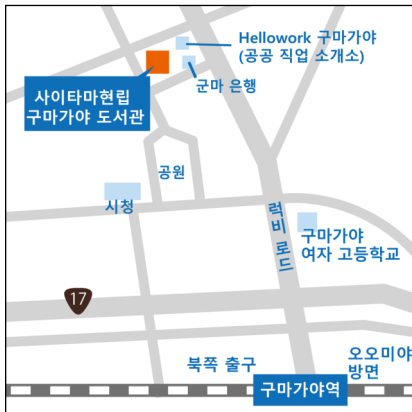 Hellowork 구마가야
(공공 직업 소개소)
군마 은행
사이타마현립
구마가야 도서관
공원
시청
럭비 로드
구마가야
여자 고등학교
17
북쪽 출구
오오미야
방면
구마가야역